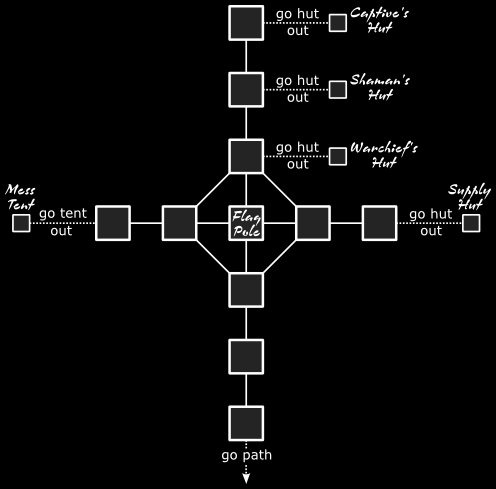 go hut
out
Captive's
Hut
go hut
out
Shaman's
Hut
go hut
out
Warchief's
Hut
Mess
Tent
go tent
out
Flag
Pole
go hut
out
Supply
Hut
go path